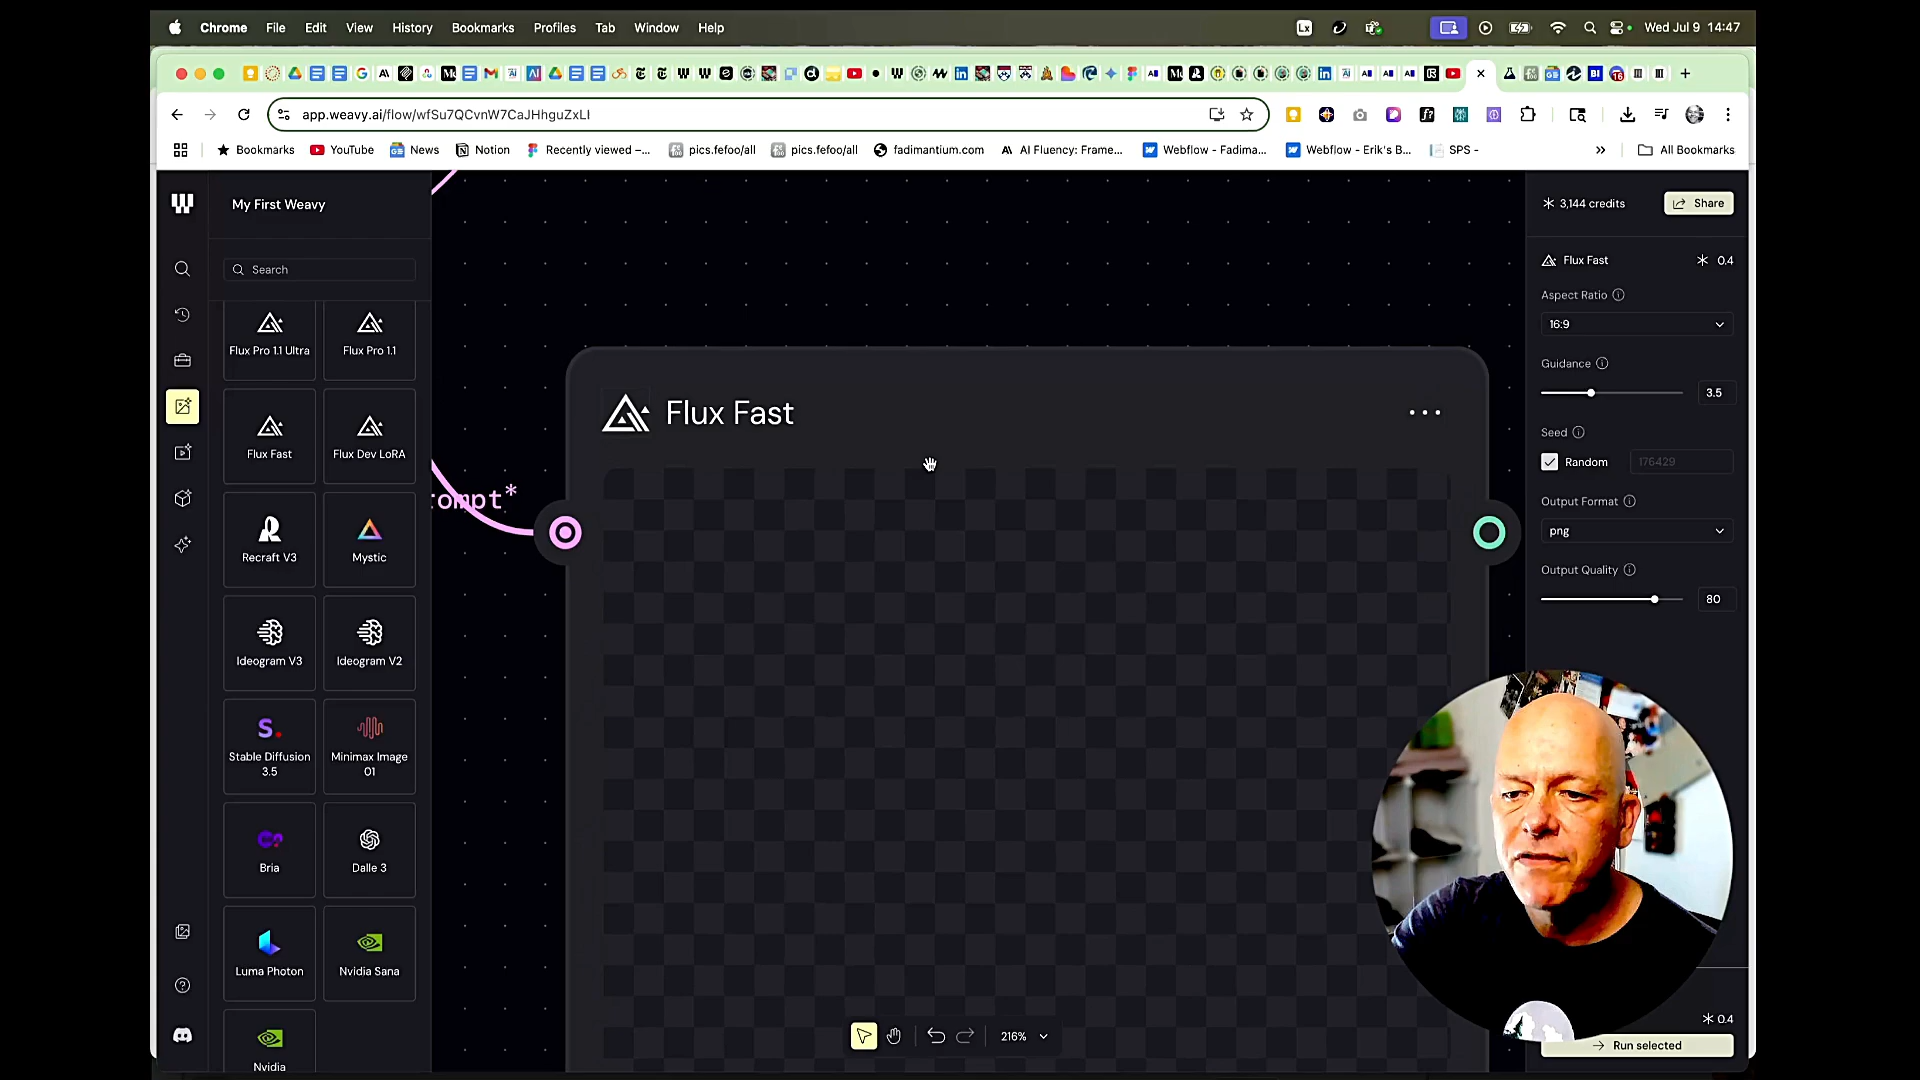 Chrome File Edit View History Bookmarks Profiles Tab Window Help
Lx
Wed Jul 9 14:47
app.weavy.ai/flow/wfSu7QCvnW7CaJHhguZxLI
Bookmarks YouTube News Notion Recently viewed –... pics.fefoo/all pics.fefoo/all fadimantium.com AI Fluency: Frame... Webflow - Fadima... Webflow - Erik's B... SPS - » All Bookmarks
My First Weavy
Search
Flux Pro 1.1 Ultra Flux Pro 1.1
Flux Fast Flux Dev LoRA
Recraft V3 Mystic
Ideogram V3 Ideogram V2
Stable Diffusion 3.5
Minimax Image 01
Bria Dalle 3
Luma Photon Nvidia Sana
Nvidia
rompt*
Flux Fast
216%
3,144 credits Share
Flux Fast 0.4
Aspect Ratio
16:9
Guidance
3.5
Seed
Random 176429
Output Format
png
Output Quality
80
0.4
Run selected